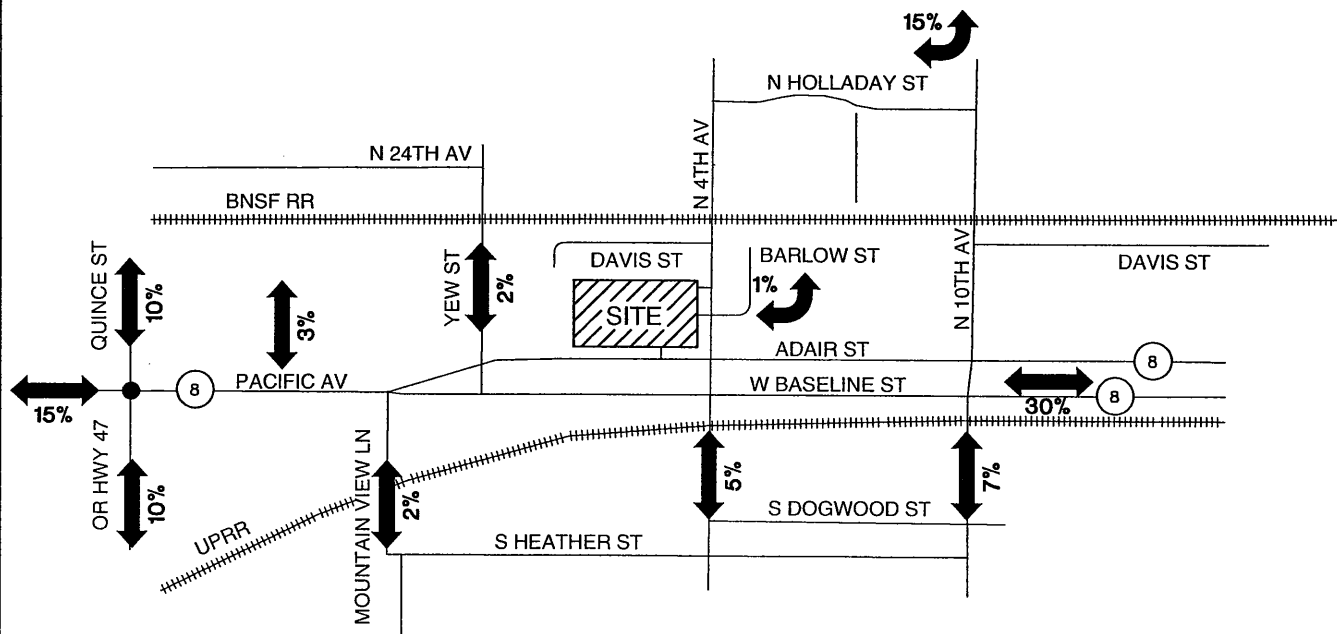 15%
N HOLLADAY ST
N 4TH AV
N 24TH AV
BNSF RR
QUINCE ST
10%
3%
YEW ST
2%
DAVIS ST
BARLOW ST
1%
SITE
N 10TH AV
DAVIS ST
ADAIR ST
8
PACIFIC AV
8
W BASELINE ST
8
15%
30%
OR HWY 47
10%
MOUNTAIN VIEW LN
2%
5%
7%
S DOGWOOD ST
UPRR
S HEATHER ST